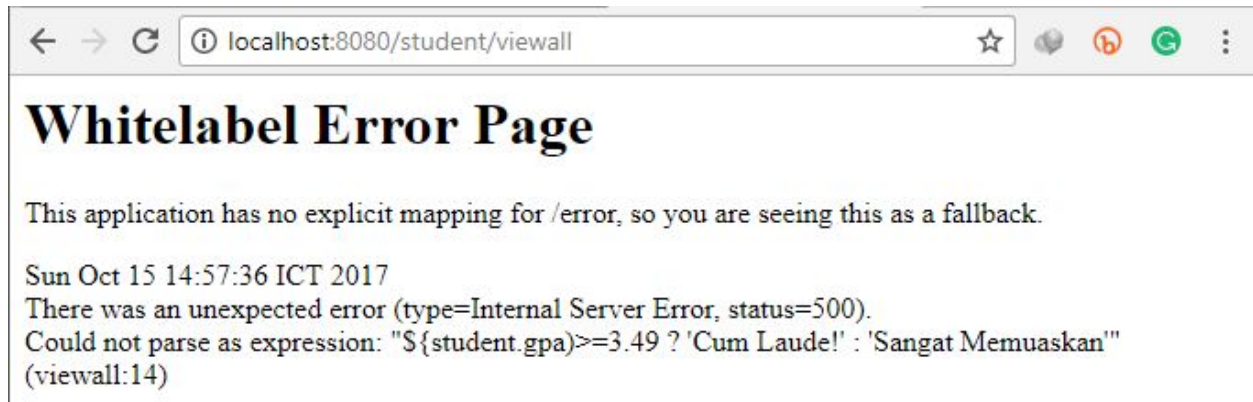 localhost:8080/student/viewall
Whitelabel Error Page
This application has no explicit mapping for /error, so you are seeing this as a fallback.
Sun Oct 15 14:57:36 ICT 2017
There was an unexpected error (type=Internal Server Error, status=500).
Could not parse as expression: "${student.gpa)>=3.49 ? 'Cum Laude!' : 'Sangat Memuaskan'"
(viewall:14)